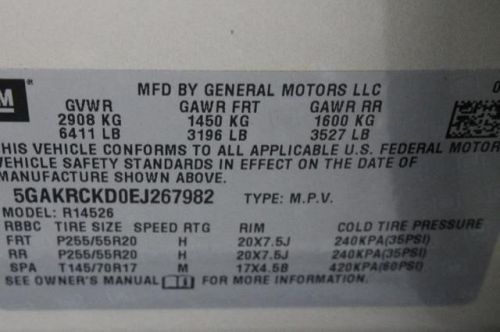 MFD BY GENERAL MOTORS LLC
GVWR GAWR FRT GAWR RR
2908 KG 1450 KG 1600 KG
6411 LB 3196 LB 3527 LB
THIS VEHICLE CONFORMS TO ALL APPLICABLE U.S. FEDERAL MOTOR
VEHICLE SAFETY STANDARDS IN EFFECT ON THE DATE OF
MANUFACTURE SHOWN ABOVE.
5GAKRCKD0EJ267982 TYPE: M.P.V.
MODEL: R14526
RBBC TIRE SIZE SPEED RTG RIM COLD TIRE PRESSURE
FRT P255/55R20 H 20X7.5J 240KPA(35PSI)
RR P255/55R20 H 20X7.5J 240KPA(35PSI)
SPA T145/70R17 M 17X4.5B 420KPA(60PSI)
SEE OWNER'S MANUAL FOR MORE INFORMATION.